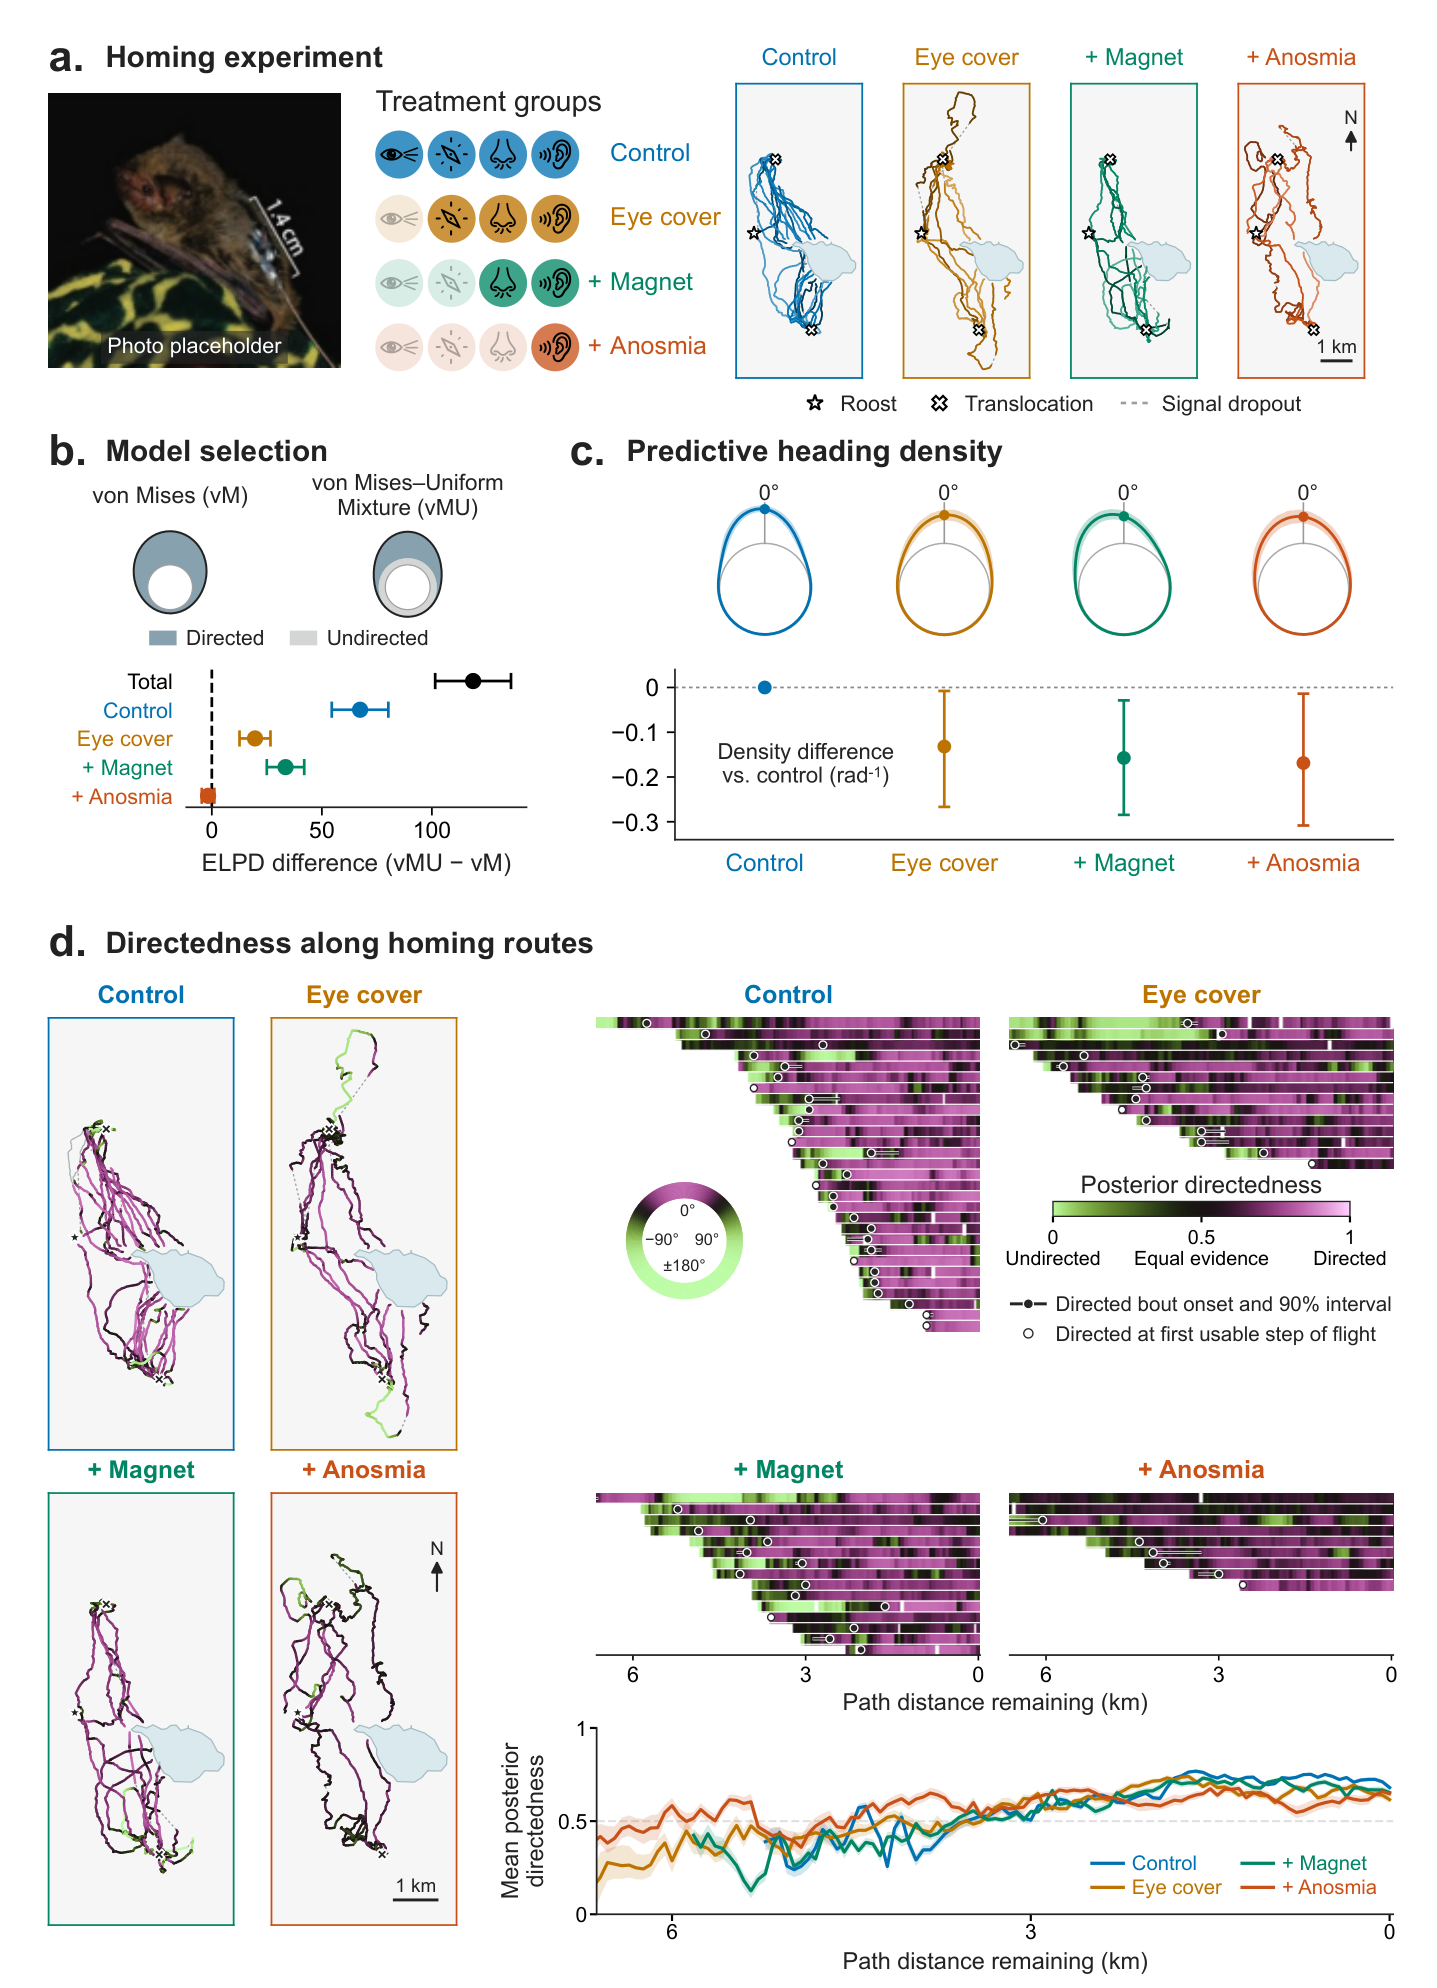 a. Homing experiment
1.4 cm
Photo placeholder
Treatment groups
Control
Eye cover
+ Magnet
+ Anosmia
Control
Eye cover
+ Magnet
+ Anosmia
N
1 km
Roost
Translocation
Signal dropout
b. Model selection
von Mises (vM)
von Mises–Uniform
Mixture (vMU)
Directed
Undirected
Total
Control
Eye cover
+ Magnet
+ Anosmia
0 50 100
ELPD difference (vMU − vM)
c. Predictive heading density
0° 0° 0° 0°
0
−0.1
−0.2
−0.3
Density difference
vs. control (rad⁻¹)
Control Eye cover + Magnet + Anosmia
d. Directedness along homing routes
Control
Eye cover
+ Magnet
+ Anosmia
N
1 km
Control
0°
−90° 90°
±180°
Eye cover
Posterior directedness
0 0.5 1
Undirected Equal evidence Directed
Directed bout onset and 90% interval
Directed at first usable step of flight
+ Magnet
+ Anosmia
6 3 0 6 3 0
Path distance remaining (km)
Mean posterior
directedness
1
0.5
0
Control
Eye cover
+ Magnet
+ Anosmia
6 3 0
Path distance remaining (km)